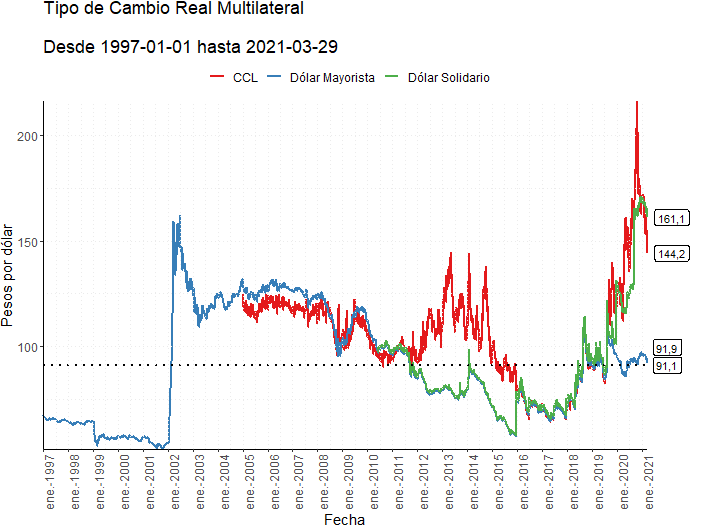 Tipo de Cambio Real Multilateral
Desde 1997-01-01 hasta 2021-03-29
CCL Dólar Mayorista Dólar Solidario
Pesos por dólar
200
150
100
161,1
144,2
91,9
91,1
ene.-1997
ene.-1998
ene.-1999
ene.-2000
ene.-2001
ene.-2002
ene.-2003
ene.-2004
ene.-2005
ene.-2006
ene.-2007
ene.-2008
ene.-2009
ene.-2010
ene.-2011
ene.-2012
ene.-2013
ene.-2014
ene.-2015
ene.-2016
ene.-2017
ene.-2018
ene.-2019
ene.-2020
ene.-2021
Fecha